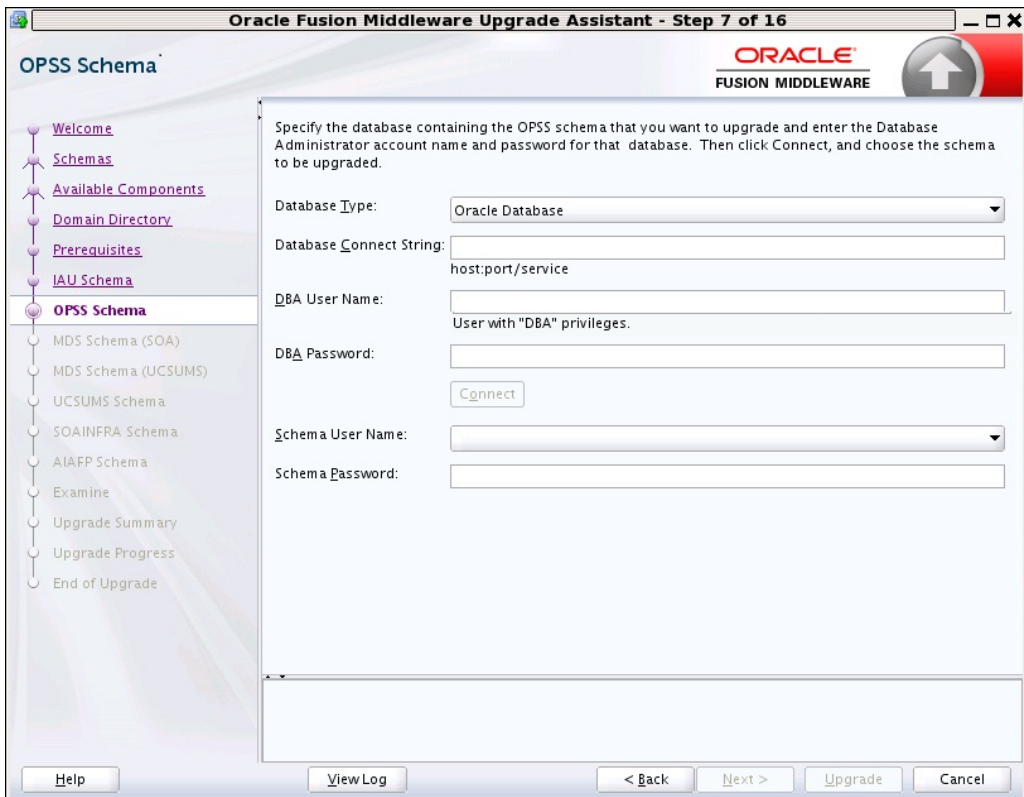 Oracle Fusion Middleware Upgrade Assistant - Step 7 of 16
OPSS Schema
ORACLE
FUSION MIDDLEWARE
Welcome
Schemas
Available Components
Domain Directory
Prerequisites
IAU Schema
OPSS Schema
MDS Schema (SOA)
MDS Schema (UCSUMS)
UCSUMS Schema
SOAINFRA Schema
AIAFP Schema
Examine
Upgrade Summary
Upgrade Progress
End of Upgrade
Specify the database containing the OPSS schema that you want to upgrade and enter the Database
Administrator account name and password for that database. Then click Connect, and choose the schema
to be upgraded.
Database Type: Oracle Database
Database Connect String:
host:port/service
DBA User Name:
User with "DBA" privileges.
DBA Password:
Connect
Schema User Name:
Schema Password:
Help View Log < Back Next > Upgrade Cancel